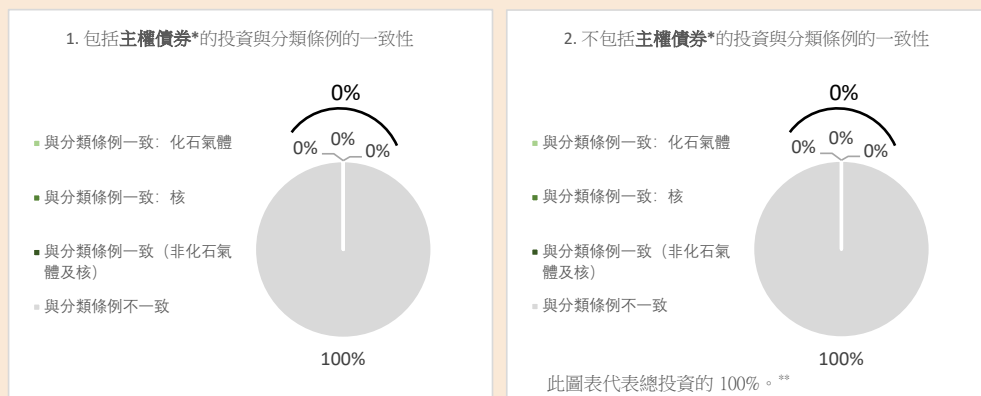 1. 包括主權債券*的投資與分類條例的一致性
0%
0%
0%
0%
與分類條例一致：化石氣體
與分類條例一致：核
與分類條例一致（非化石氣
體及核）
與分類條例不一致
100%
2. 不包括主權債券*的投資與分類條例的一致性
0%
0%
0%
0%
與分類條例一致：化石氣體
與分類條例一致：核
與分類條例一致（非化石氣
體及核）
與分類條例不一致
100%
此圖表代表總投資的 100%。**